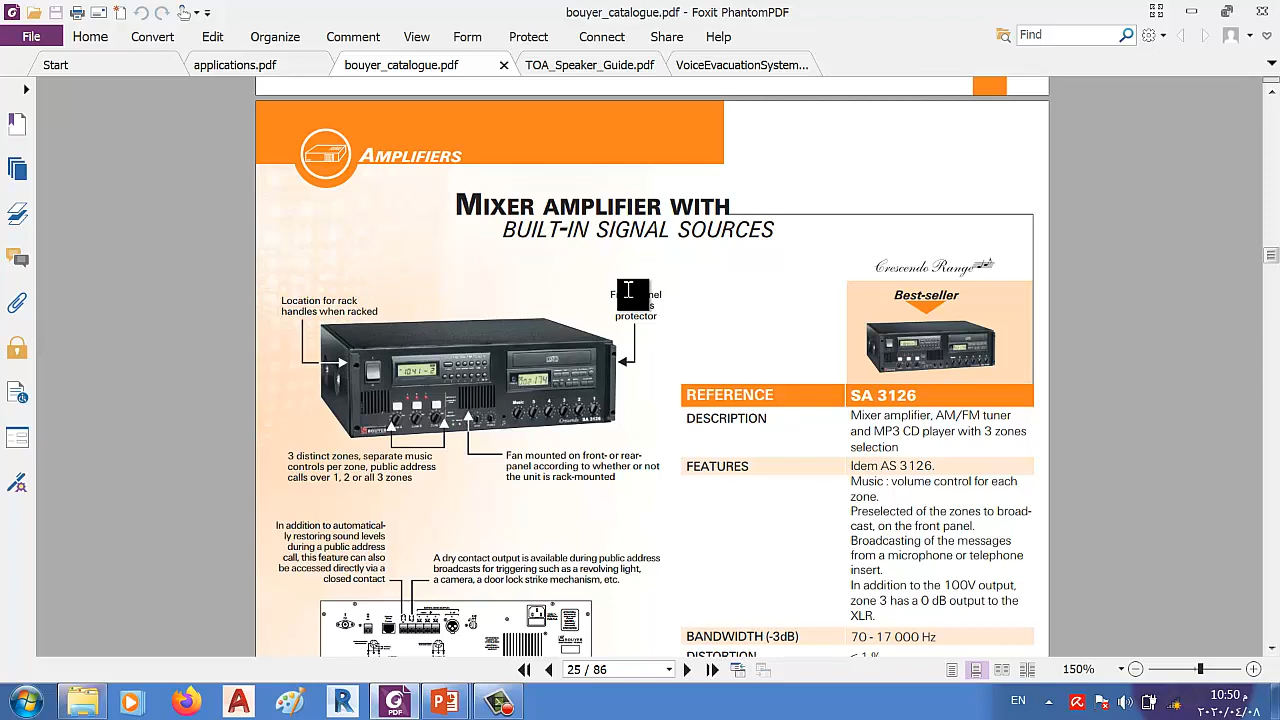 bouyer_catalogue.pdf - Foxit PhantomPDF
File
Home
Convert
Edit
Organize
Comment
View
Form
Protect
Connect
Share
Help
Find
Start
applications.pdf
bouyer_catalogue.pdf
TOA_Speaker_Guide.pdf
VoiceEvacuationSystem...
AMPLIFIERS
MIXER AMPLIFIER WITH
BUILT-IN SIGNAL SOURCES
Crescendo Range
Best-seller
Location for rack
handles when racked
protector
3 distinct zones, separate music
controls per zone, public address
calls over 1, 2 or all 3 zones
Fan mounted on front- or rear-
panel according to whether or not
the unit is rack-mounted
In addition to automatical-
ly restoring sound levels
during a public address
call, this feature can also
be accessed directly via a
closed contact
A dry contact output is available during public address
broadcasts for triggering such as a revolving light,
a camera, a door lock strike mechanism, etc.
REFERENCE SA 3126
DESCRIPTION Mixer amplifier, AM/FM tuner
and MP3 CD player with 3 zones
selection
FEATURES Idem AS 3126.
Music : volume control for each
zone.
Preselected of the zones to broad-
cast, on the front panel.
Broadcasting of the messages
from a microphone or telephone
insert.
In addition to the 100V output,
zone 3 has a 0 dB output to the
XLR.
BANDWIDTH (-3dB) 70 - 17 000 Hz
DISTORTION < 1 %
25 / 86
150%
EN
10:50 م
٢٠٢٠/٠٤/٠٨